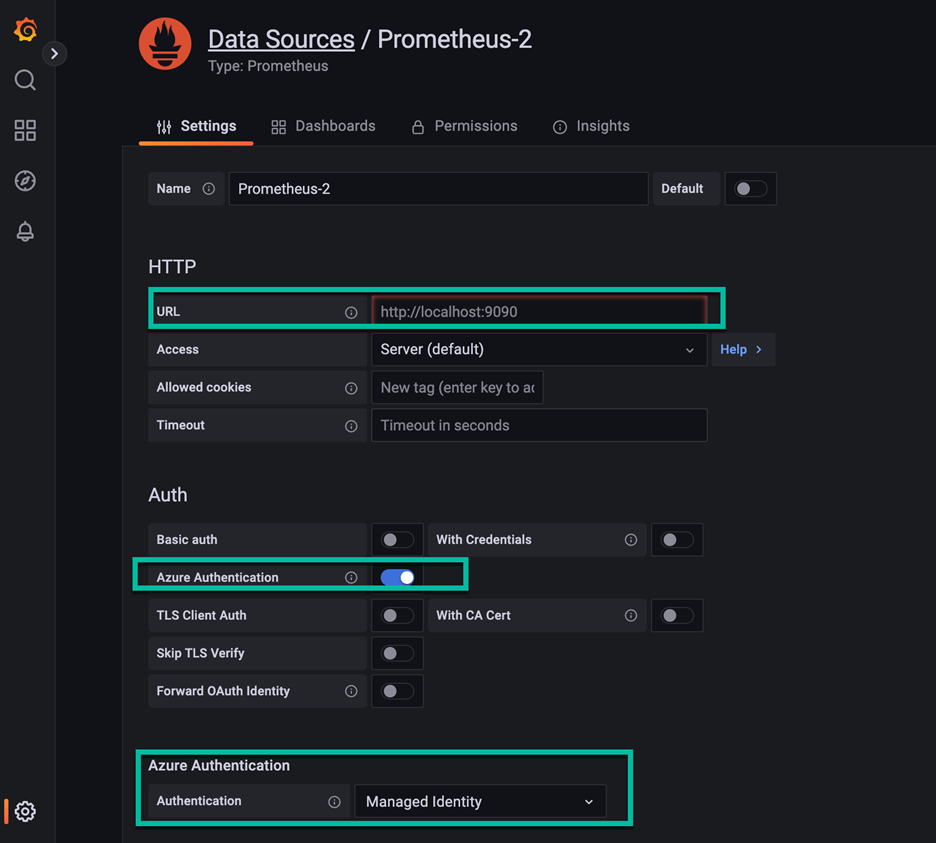 Data Sources / Prometheus-2
Type: Prometheus
Settings Dashboards Permissions Insights
Name Prometheus-2 Default
HTTP
URL http://localhost:9090
Access Server (default) Help
Allowed cookies New tag (enter key to ad
Timeout Timeout in seconds
Auth
Basic auth With Credentials
Azure Authentication
TLS Client Auth With CA Cert
Skip TLS Verify
Forward OAuth Identity
Azure Authentication
Authentication Managed Identity